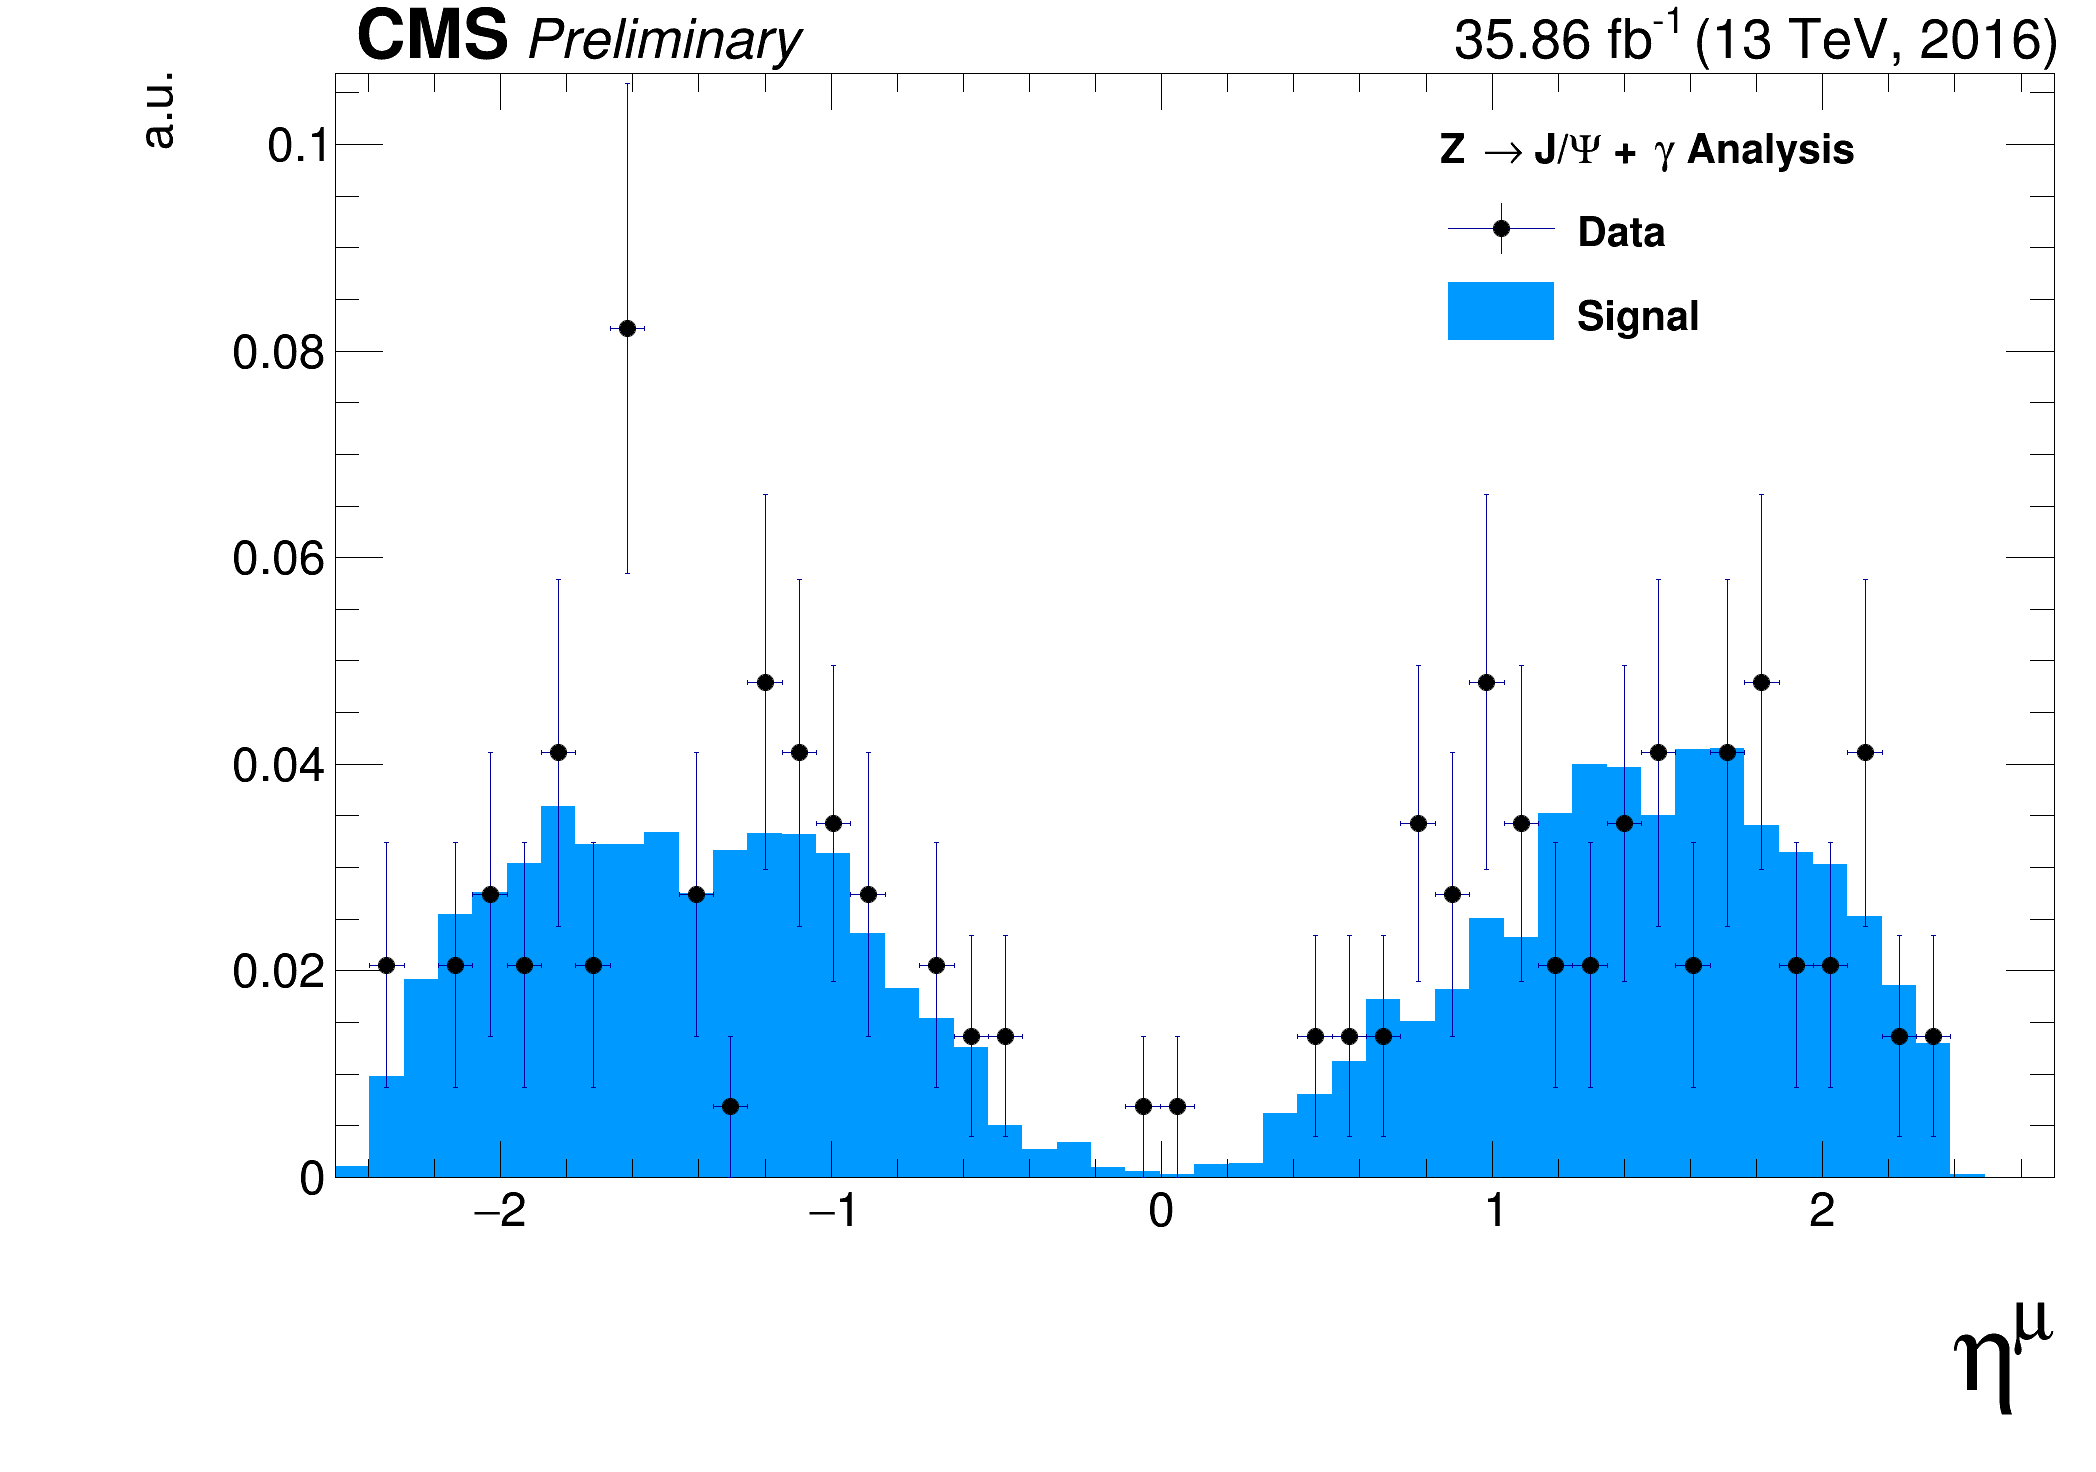 CMS Preliminary
35.86 fb⁻¹ (13 TeV, 2016)
a.u.
Z → J/Ψ + γ Analysis
Data
Signal
0.1
0.08
0.06
0.04
0.02
0
−2 −1 0 1 2
η^μ